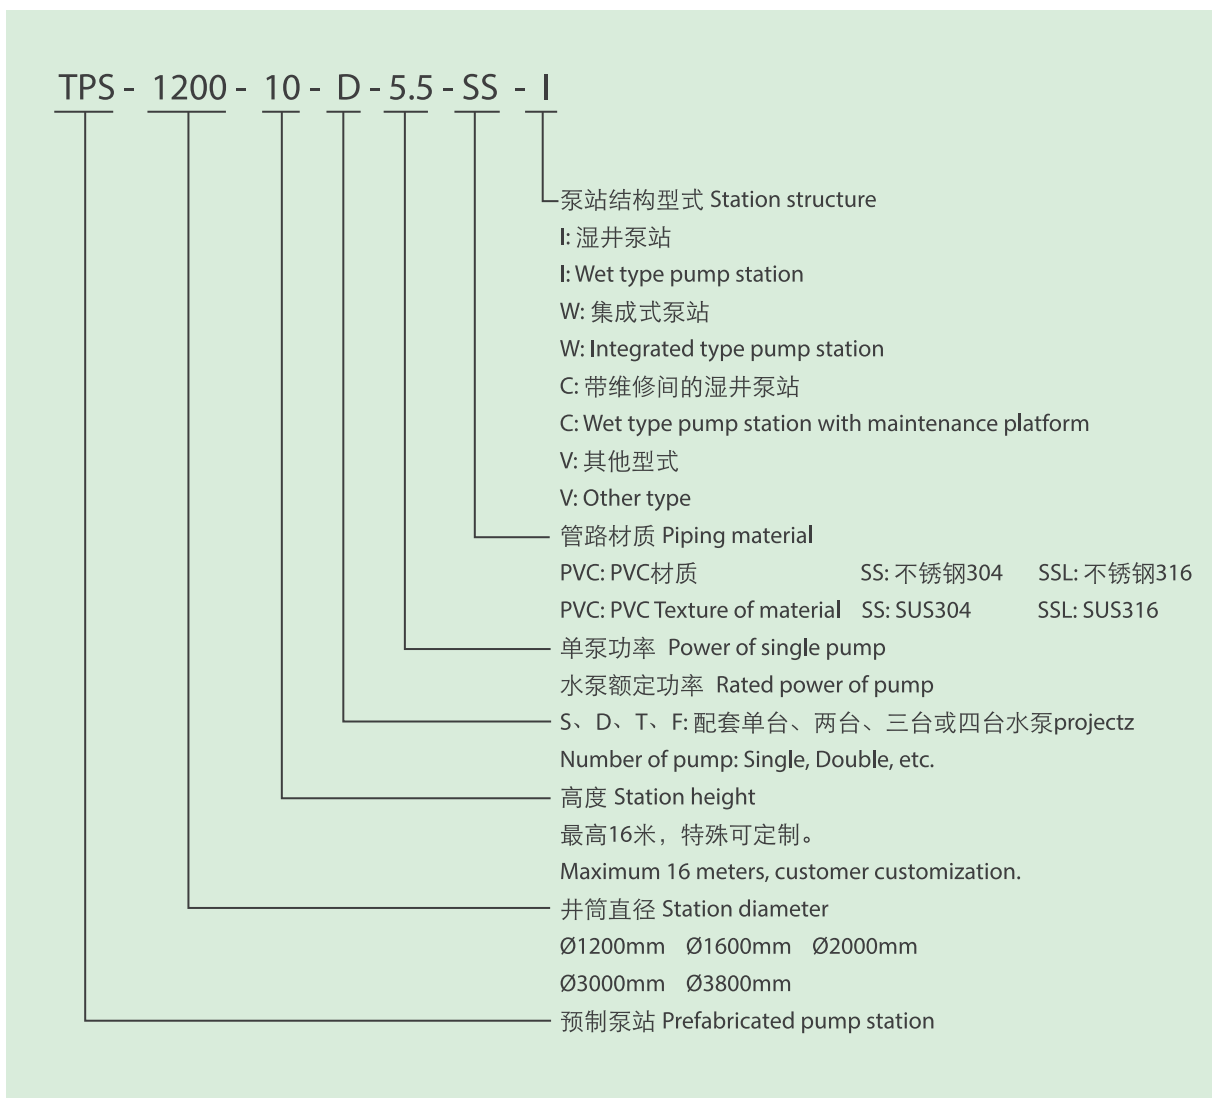 TPS - 1200 - 10 - D - 5.5 - SS - I
泵站结构型式 Station structure
I: 湿井泵站
I: Wet type pump station
W: 集成式泵站
W: Integrated type pump station
C: 带维修间的湿井泵站
C: Wet type pump station with maintenance platform
V: 其他型式
V: Other type
管路材质 Piping material
PVC: PVC材质 SS: 不锈钢304 SSL: 不锈钢316
PVC: PVC Texture of material SS: SUS304 SSL: SUS316
单泵功率 Power of single pump
水泵额定功率 Rated power of pump
S、D、T、F: 配套单台、两台、三台或四台水泵projectz
Number of pump: Single, Double, etc.
高度 Station height
最高16米，特殊可定制。
Maximum 16 meters, customer customization.
井筒直径 Station diameter
Ø1200mm Ø1600mm Ø2000mm
Ø3000mm Ø3800mm
预制泵站 Prefabricated pump station